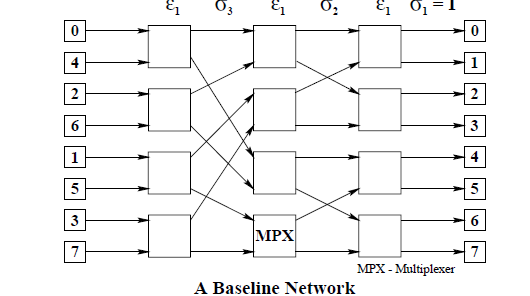 ε₁ σ₃ ε₁ σ₂ ε₁ σ₁ = I
0 0
4 1
2 2
6 3
1 4
5 5
3 6
MPX
7 7
MPX - Multiplexer
A Baseline Network